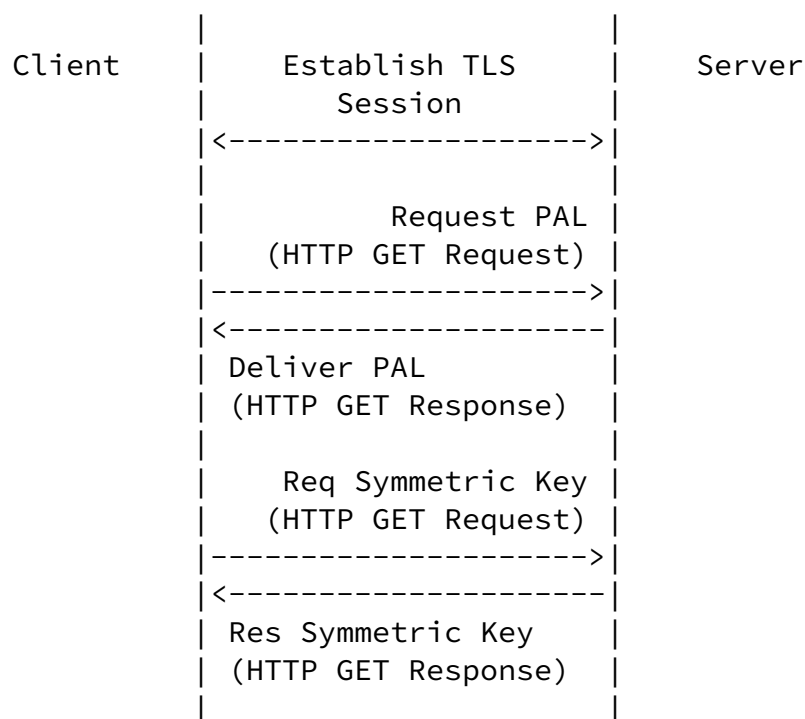 Client Establish TLS Server
Session
Request PAL
(HTTP GET Request)
Deliver PAL
(HTTP GET Response)
Req Symmetric Key
(HTTP GET Request)
Res Symmetric Key
(HTTP GET Response)